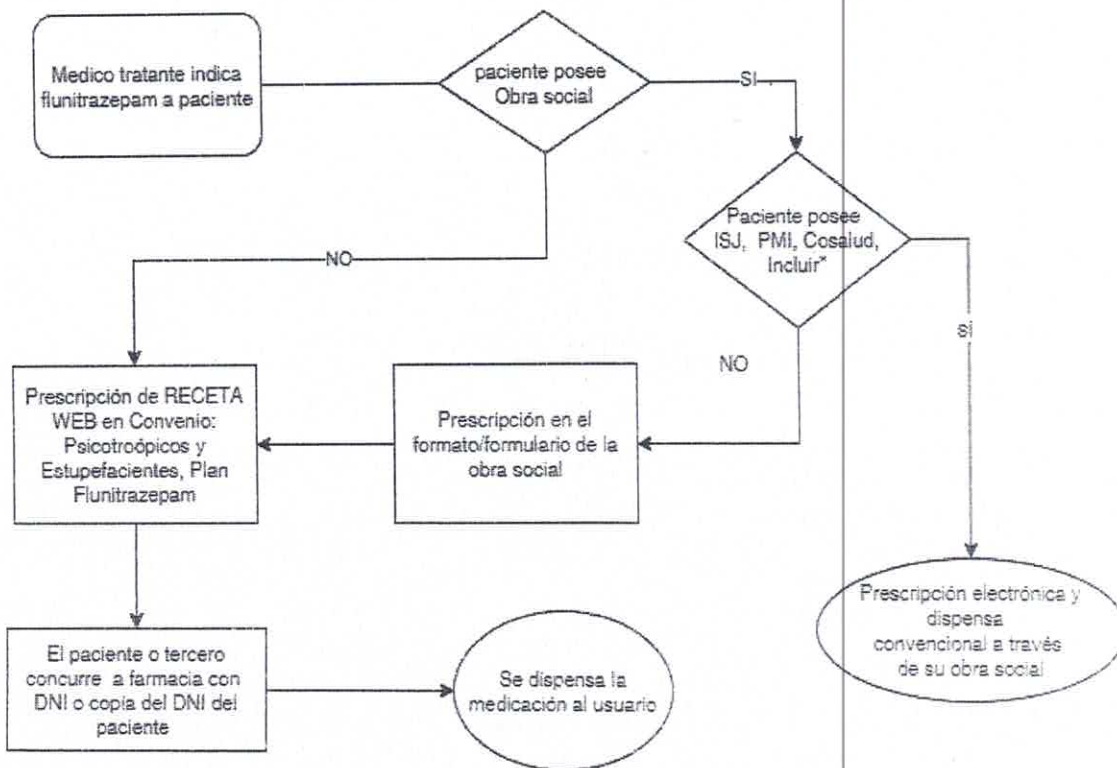 Medico tratante indica
flunitrazepam a paciente
paciente posee
Obra social
SI
Paciente posee
ISJ, PMI, Cosalud,
Incluir*
NO
sí
NO
Prescripción de RECETA
WEB en Convenio:
Psicotroópicos y
Estupefacientes, Plan
Flunitrazepam
Prescripción en el
formato/formulario de la
obra social
Prescripción electrónica y
dispensa
convencional a través
de su obra social
El paciente o tercero
concurre a farmacia con
DNI o copia del DNI del
paciente
Se dispensa la
medicación al usuario